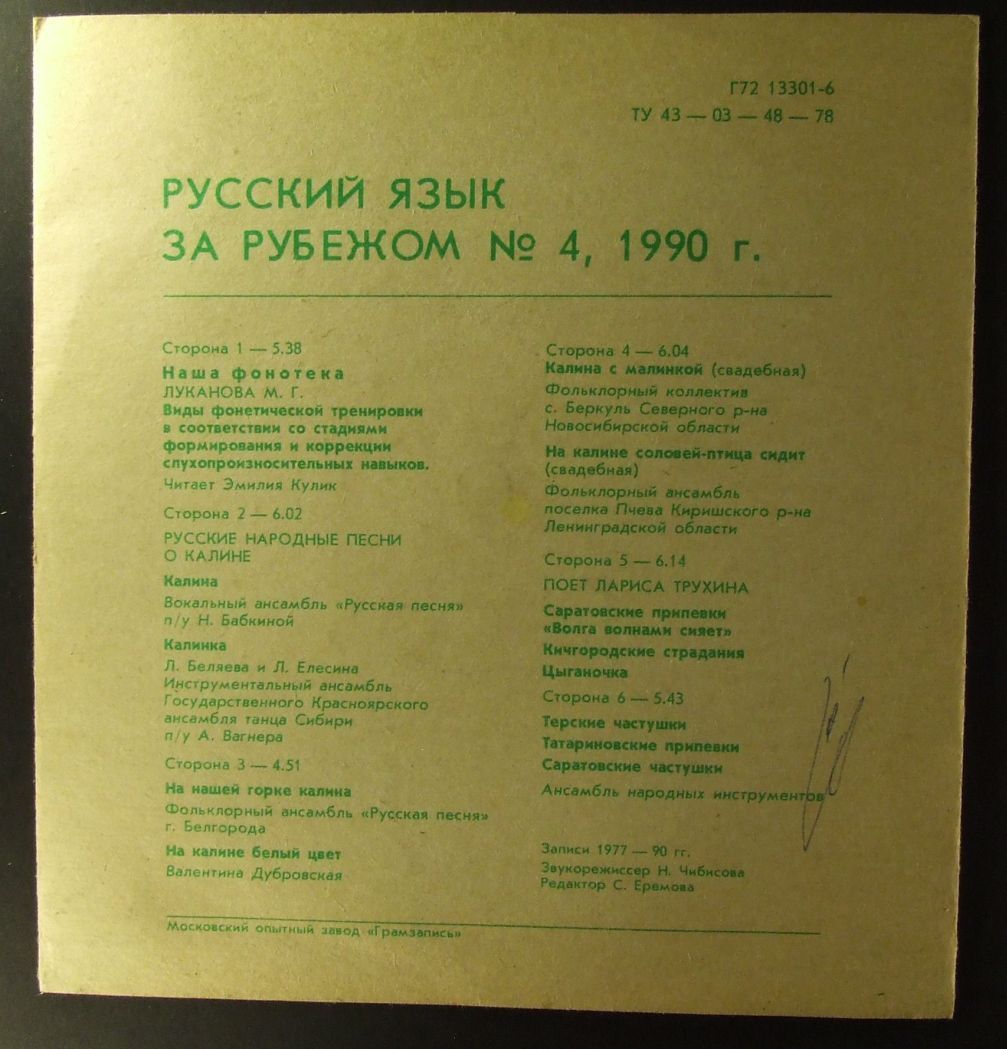 Г72 13301-6
ТУ 43 — 03 — 48 — 78
РУССКИЙ ЯЗЫК
ЗА РУБЕЖОМ № 4, 1990 г.
Сторона 1 — 5.38
Наша фонотека
ЛУКАНОВА М. Г.
Виды фонетической тренировки
в соответствии со стадиями
формирования и коррекции
слухопроизносительных навыков.
Читает Эмилия Кулик
Сторона 2 — 6.02
РУССКИЕ НАРОДНЫЕ ПЕСНИ
О КАЛИНЕ
Калина
Вокальный ансамбль «Русская песня»
п/у Н. Бабкиной
Калинка
Л. Беляева и Л. Елесина
Инструментальный ансамбль
Государственного Красноярского
ансамбля танца Сибири
п/у А. Вагнера
Сторона 3 — 4.51
На нашей горке калина
Фольклорный ансамбль «Русская песня»
г. Белгорода
На калине белый цвет
Валентина Дубровская
Сторона 4 — 6.04
Калина с малинкой (свадебная)
Фольклорный коллектив
с. Беркуль Северного р-на
Новосибирской области
На калине соловей-птица сидит
(свадебная)
Фольклорный ансамбль
поселка Пчева Киришского р-на
Ленинградской области
Сторона 5 — 6.14
ПОЕТ ЛАРИСА ТРУХИНА
Саратовские припевки
«Волга волнами сияет»
Кичгородские страдания
Цыганочка
Сторона 6 — 5.43
Терские частушки
Татариновские припевки
Саратовские частушки
Ансамбль народных инструментов
Записи 1977 — 90 гг.
Звукорежиссер Н. Чибисова
Редактор С. Еремова
Московский опытный завод «Грамзапись»